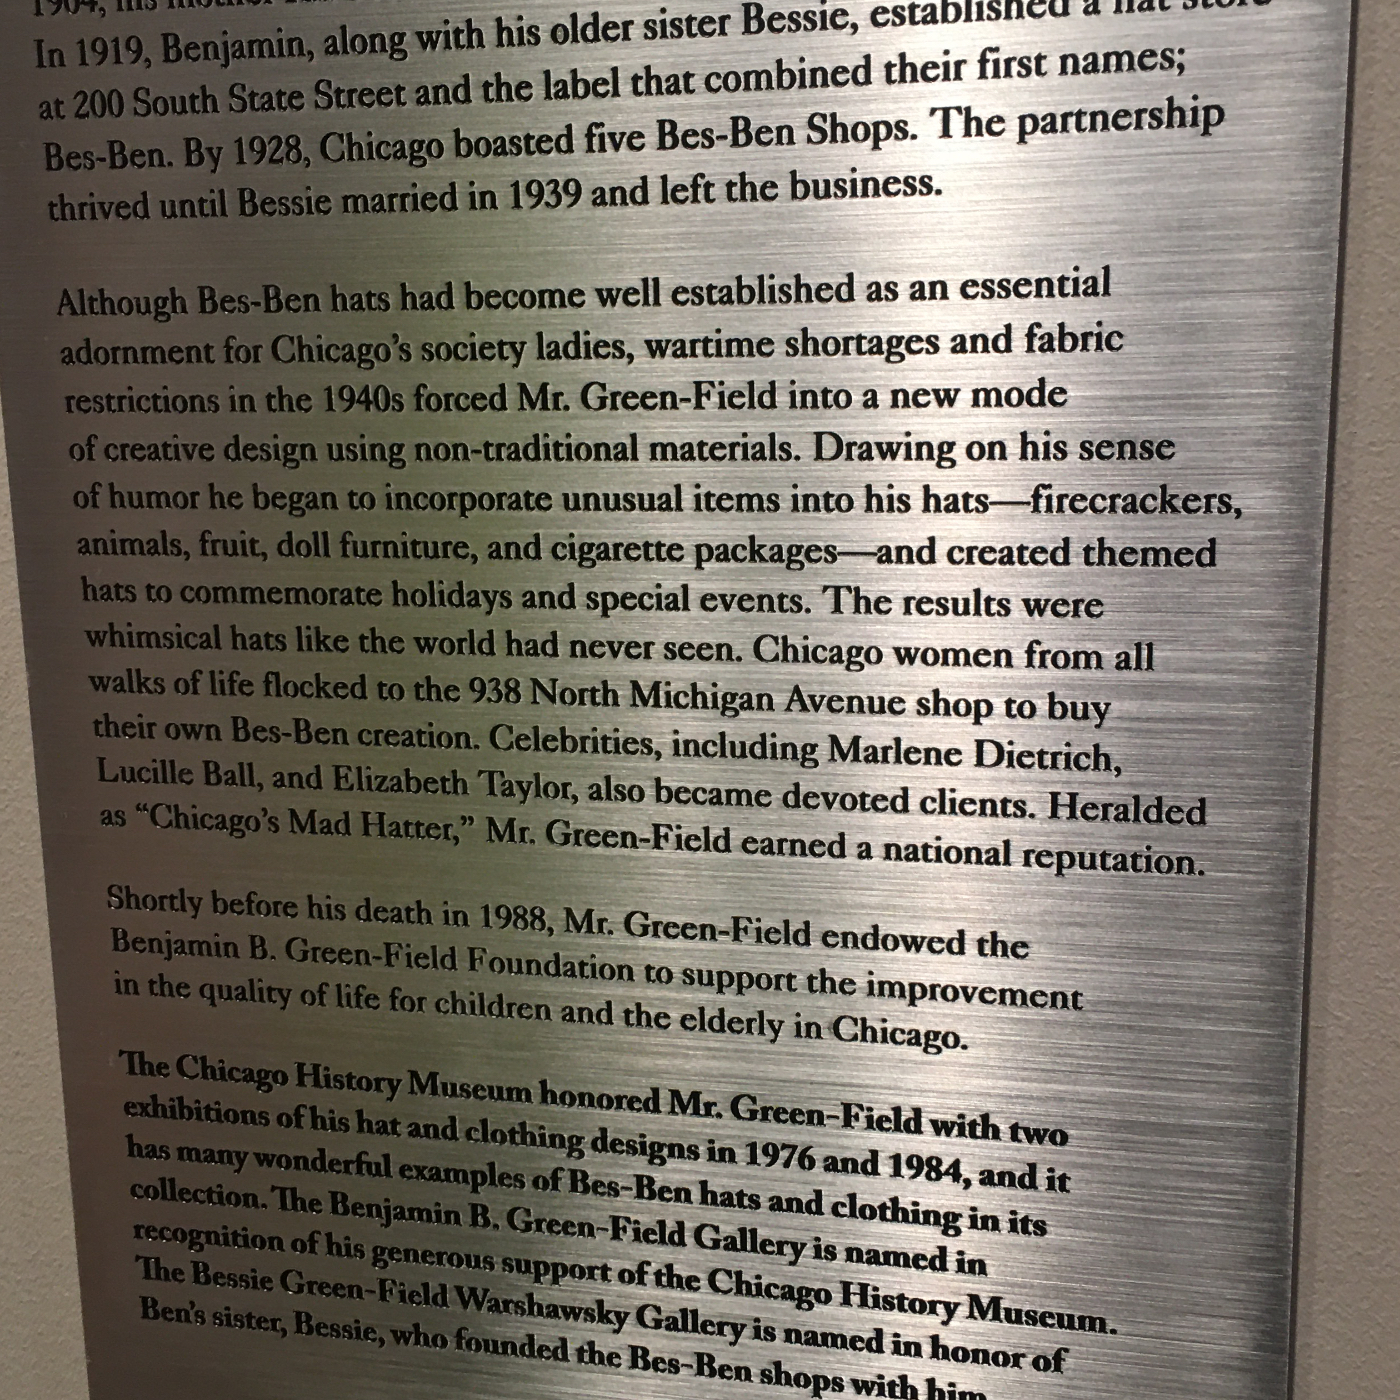 1904, his mother
In 1919, Benjamin, along with his older sister Bessie, established a hat store
at 200 South State Street and the label that combined their first names;
Bes-Ben. By 1928, Chicago boasted five Bes-Ben Shops. The partnership
thrived until Bessie married in 1939 and left the business.
Although Bes-Ben hats had become well established as an essential
adornment for Chicago's society ladies, wartime shortages and fabric
restrictions in the 1940s forced Mr. Green-Field into a new mode
of creative design using non-traditional materials. Drawing on his sense
of humor he began to incorporate unusual items into his hats—firecrackers,
animals, fruit, doll furniture, and cigarette packages—and created themed
hats to commemorate holidays and special events. The results were
whimsical hats like the world had never seen. Chicago women from all
walks of life flocked to the 938 North Michigan Avenue shop to buy
their own Bes-Ben creation. Celebrities, including Marlene Dietrich,
Lucille Ball, and Elizabeth Taylor, also became devoted clients. Heralded
as “Chicago's Mad Hatter,” Mr. Green-Field earned a national reputation.
Shortly before his death in 1988, Mr. Green-Field endowed the
Benjamin B. Green-Field Foundation to support the improvement
in the quality of life for children and the elderly in Chicago.
The Chicago History Museum honored Mr. Green-Field with two
exhibitions of his hat and clothing designs in 1976 and 1984, and it
has many wonderful examples of Bes-Ben hats and clothing in its
collection. The Benjamin B. Green-Field Gallery is named in
recognition of his generous support of the Chicago History Museum.
The Bessie Green-Field Warshawsky Gallery is named in honor of
Ben's sister, Bessie, who founded the Bes-Ben shops with him